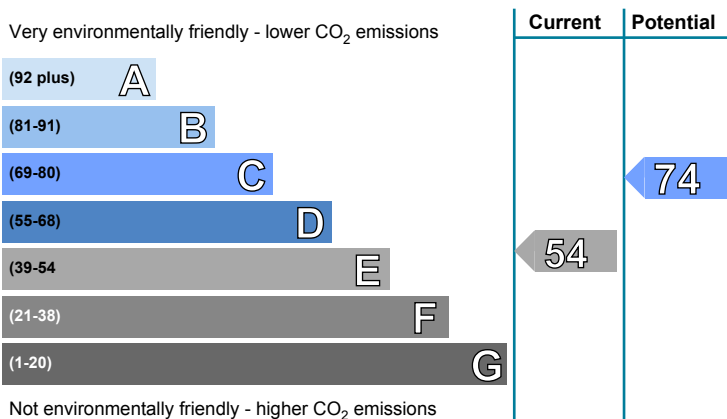 Current Potential
Very environmentally friendly - lower CO2 emissions
(92 plus) A
(81-91) B
(69-80) C
74
(55-68) D
54
(39-54 E
(21-38) F
(1-20) G
Not environmentally friendly - higher CO2 emissions